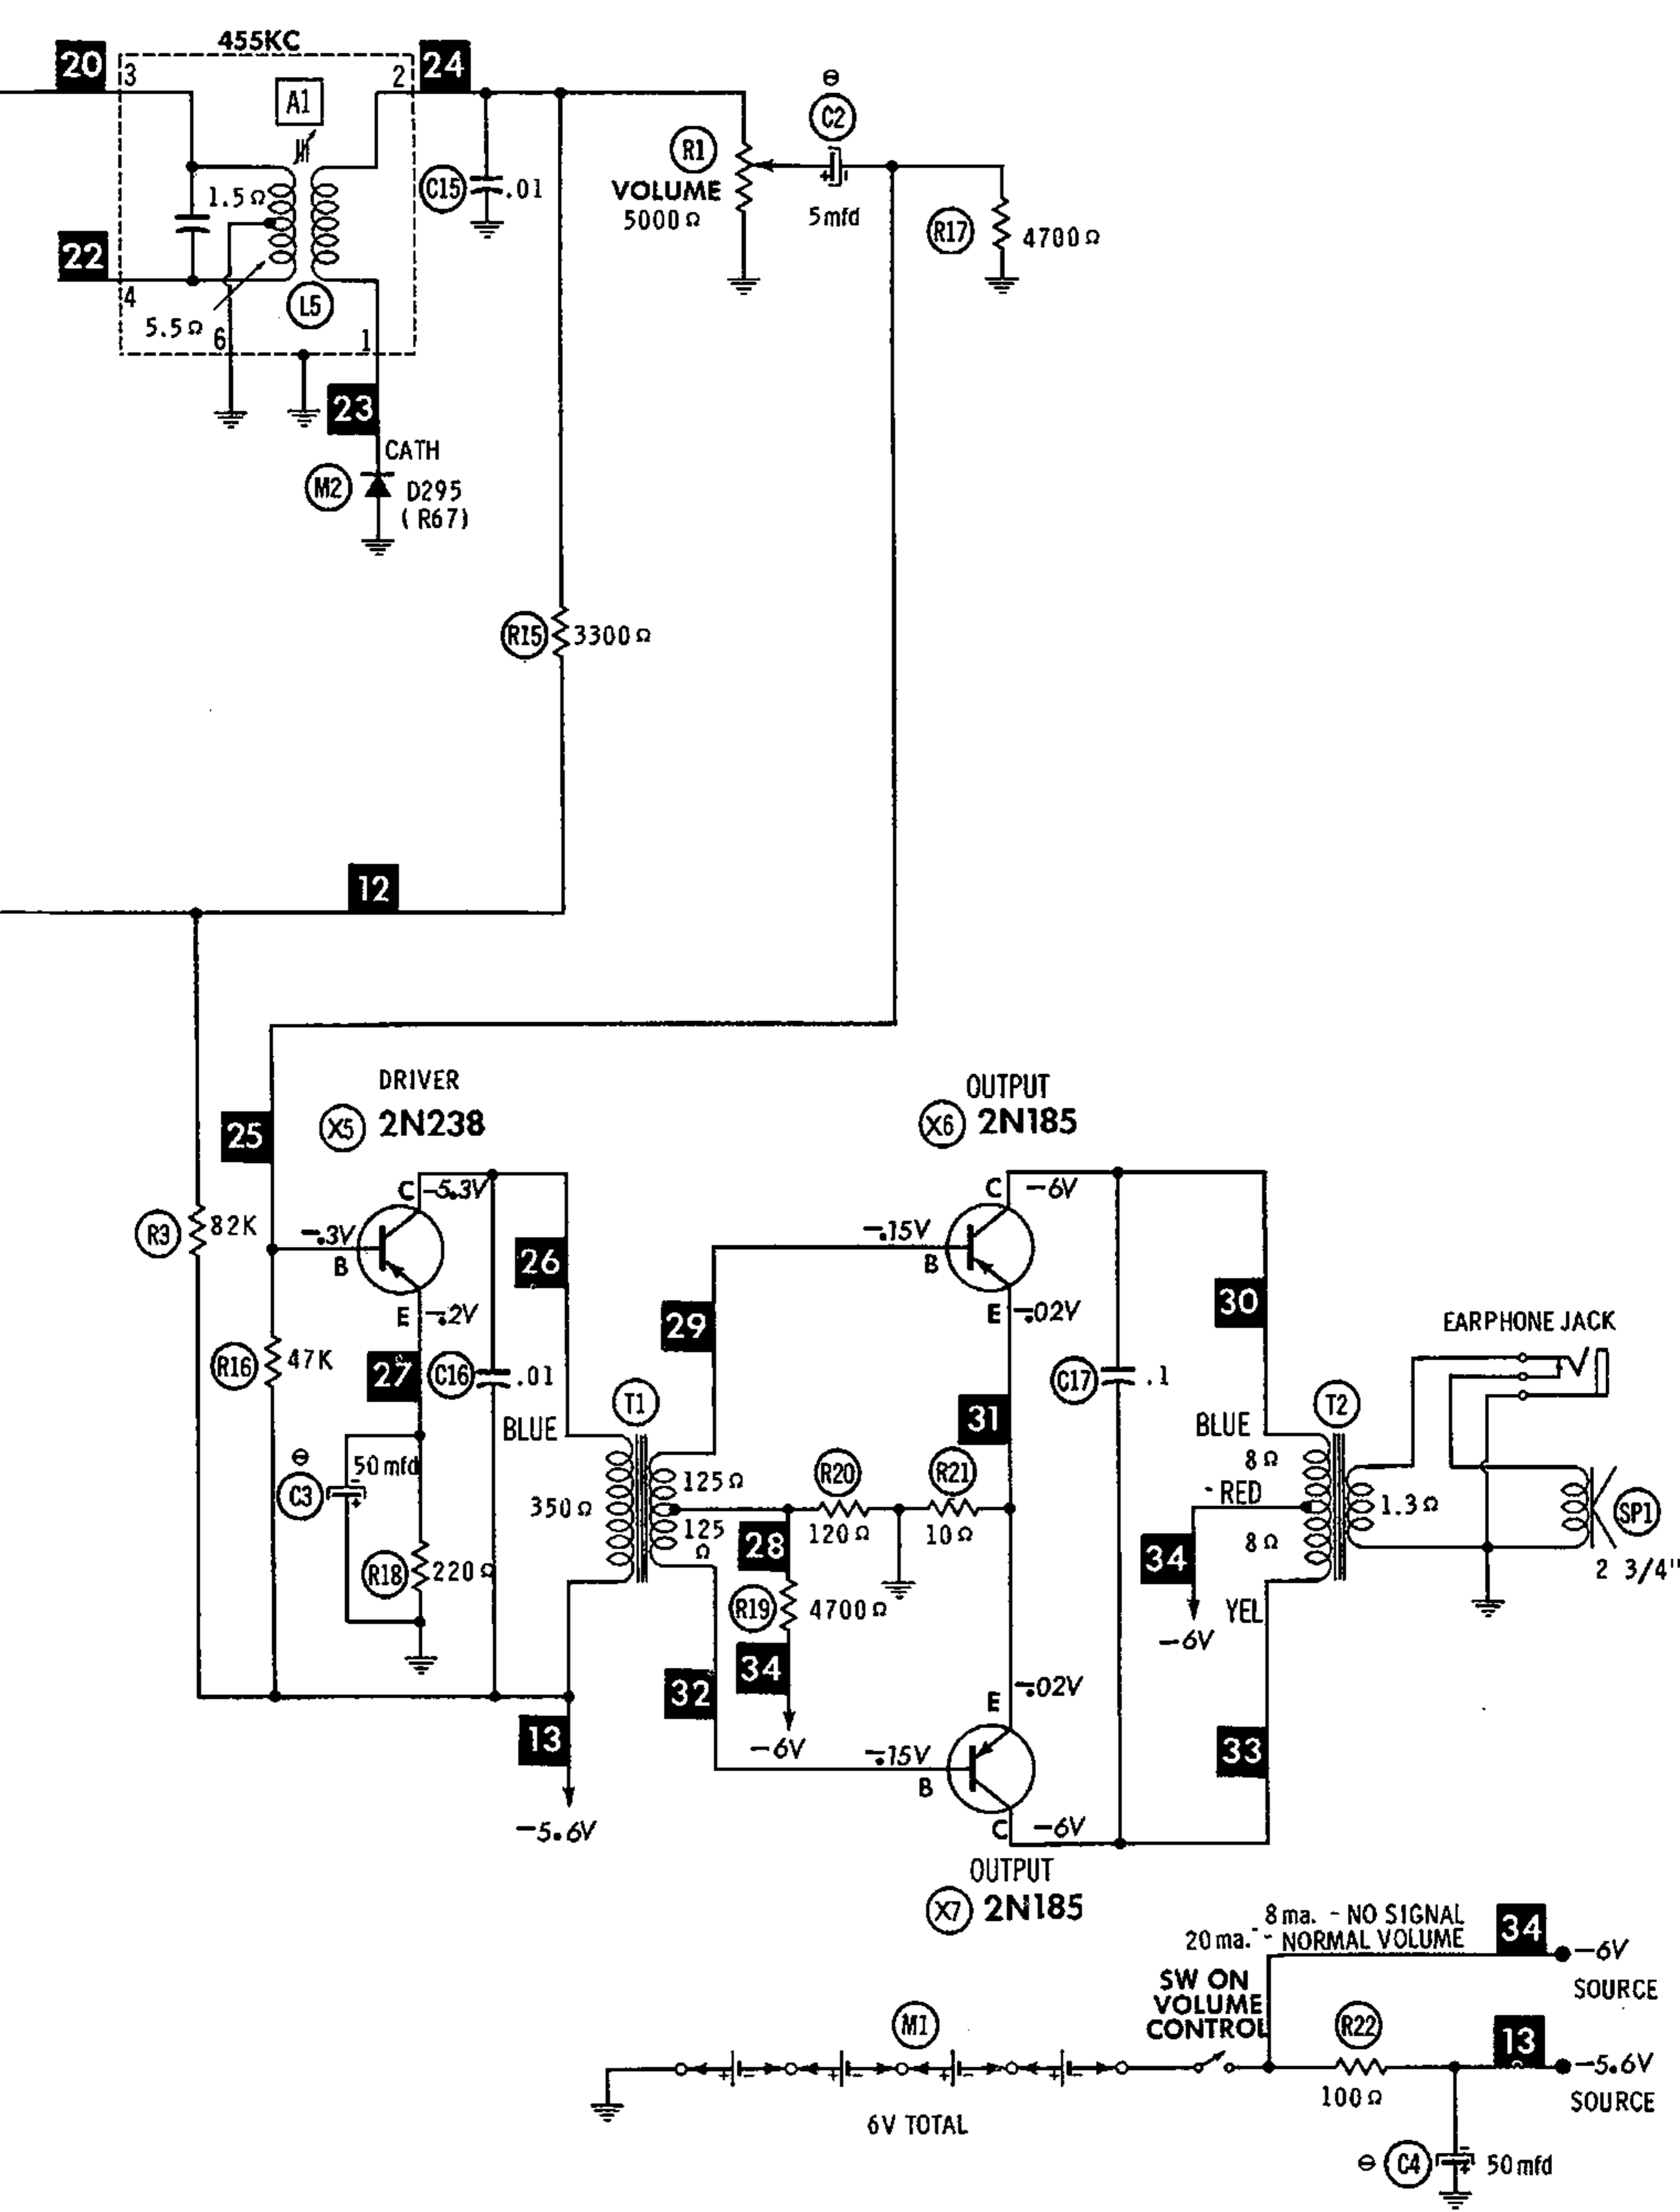 455KC
20
3
2
24
A1
⊖
C2
R1
VOLUME
5000Ω
1.5Ω
C15
.01
+
5mfd
R17
4700Ω
22
4
L5
5.5Ω
6
1
23
CATH
M2
D295
(R67)
R15
3300Ω
12
DRIVER
X5 2N238
OUTPUT
X6 2N185
25
C
-5.3V
C
-6V
R3
82K
-.3V
B
26
-.15V
B
E
-.2V
29
E
-.02V
30
EARPHONE JACK
R16
47K
27
C16
.01
C17
.1
T1
31
T2
BLUE
BLUE
⊖
50mfd
-
C3
+
8Ω
R20
R21
125Ω
- RED
350Ω
1.3Ω
SP1
120Ω
10Ω
125
Ω
28
8Ω
34
2 3/4"
R18
220Ω
R19
4700Ω
YEL
-6V
34
32
E
-.02V
13
-6V
-.15V
B
33
-5.6V
C
-6V
OUTPUT
X7 2N185
8ma. - NO SIGNAL
20ma. - NORMAL VOLUME
34
-6V
SOURCE
SW ON
VOLUME
CONTROL
M1
R22
13
-5.6V
SOURCE
+ -
+ -
+ -
+ -
100Ω
6V TOTAL
⊖
C4
-
+
50mfd